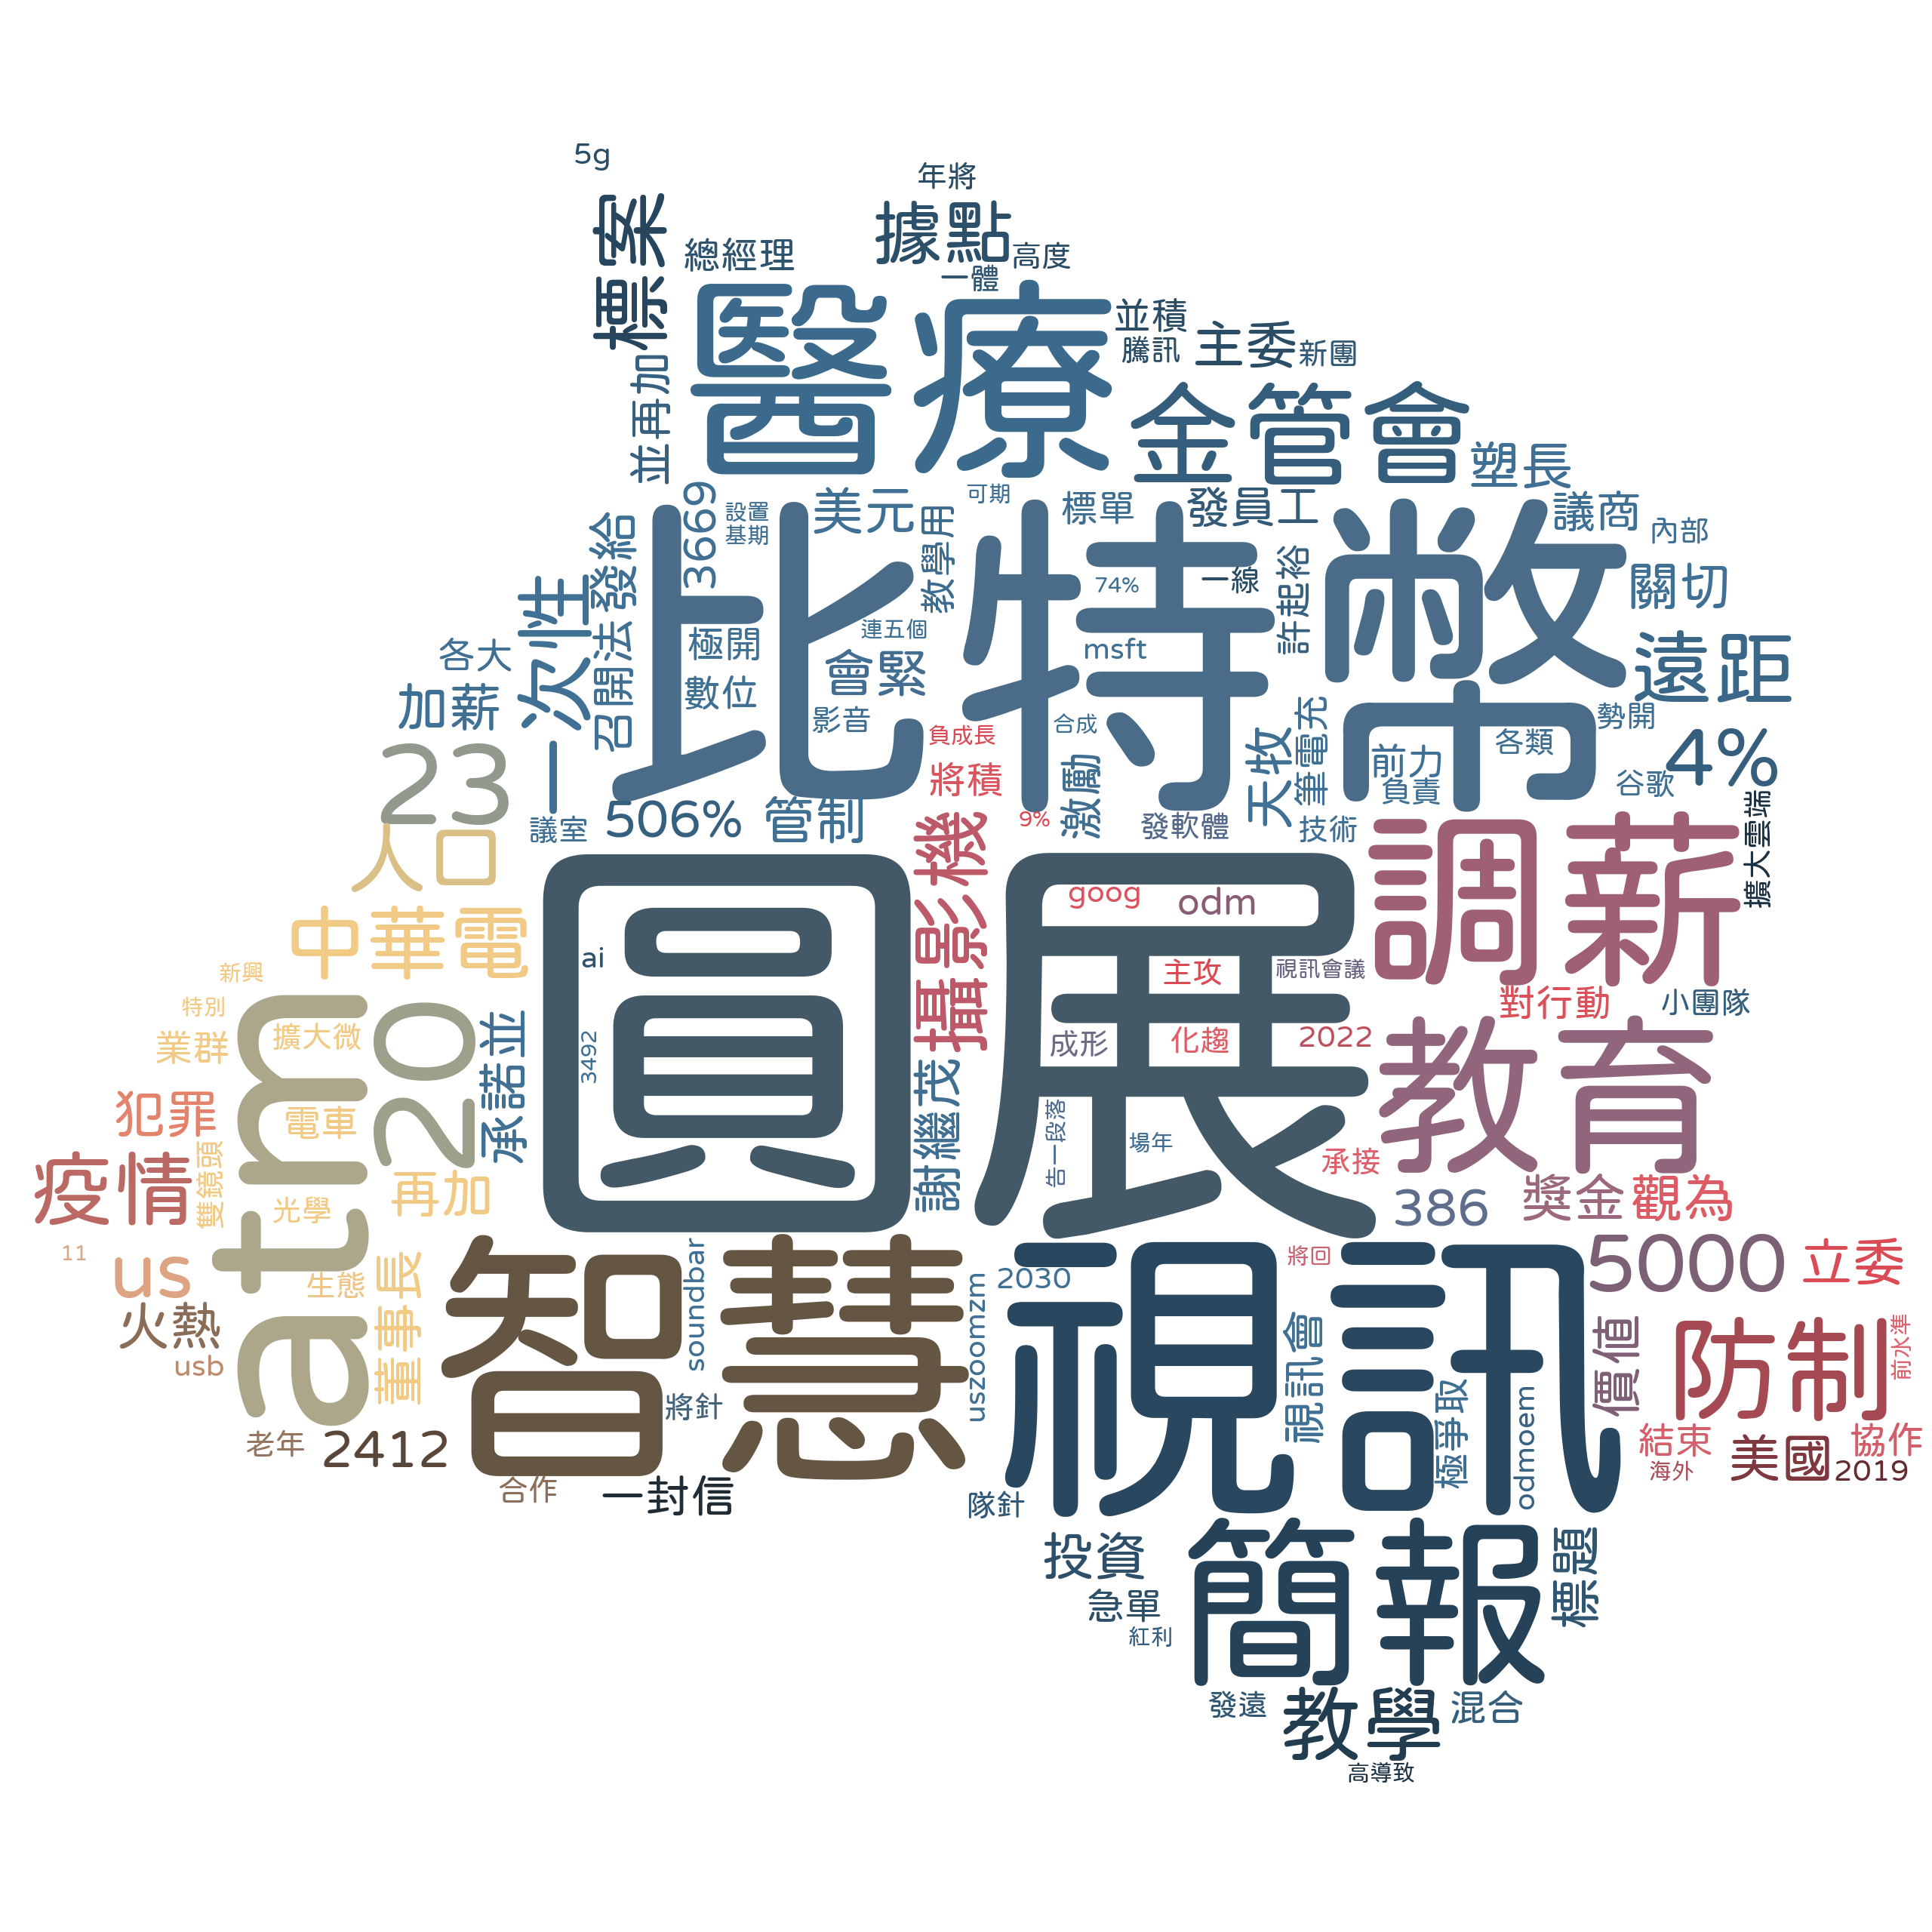 5g
年將
標案
據點
總經理
一體
高度
醫療
並積
騰訊
主委
新團
並再加
金管會
塑長
3669
設置
基期
美元
可期
教學用
標單
發員工
議商
內部
比特幣
發給
一次性
召開法
74%
一線
許起裕
關切
連五個
極開
會緊
msft
遠距
各大
加薪
數位
影音
負成長
合成
天牧
筆電充
前力
負責
各類
勢開
4%
谷歌
23
將積
激勵
擴大雲端
議室
506%
管制
9%
發軟體
技術
人口
攝影機
調薪
圓展
goog
odm
中華電
ai
主攻
視訊會議
新興
特別
對行動
小團隊
atm
20
業群
擴大微
承諾並
3492
成形
化趨
2022
教育
謝繼茂
犯罪
電車
告一段落
場年
雙鏡頭
疫情
承接
再加
光學
386
獎金
觀為
11
us
生態
董事長
智慧
soundbar
uszoomzm
2030
視訊
將回
5000
立委
火熱
usb
視訊會
價值
防制
前水準
將針
極爭取
odmoem
老年
2412
結束
海外
美國
協作
2019
合作
一封信
隊針
投資
簡報
標題
急單
紅利
發遠
教學
混合
高導致